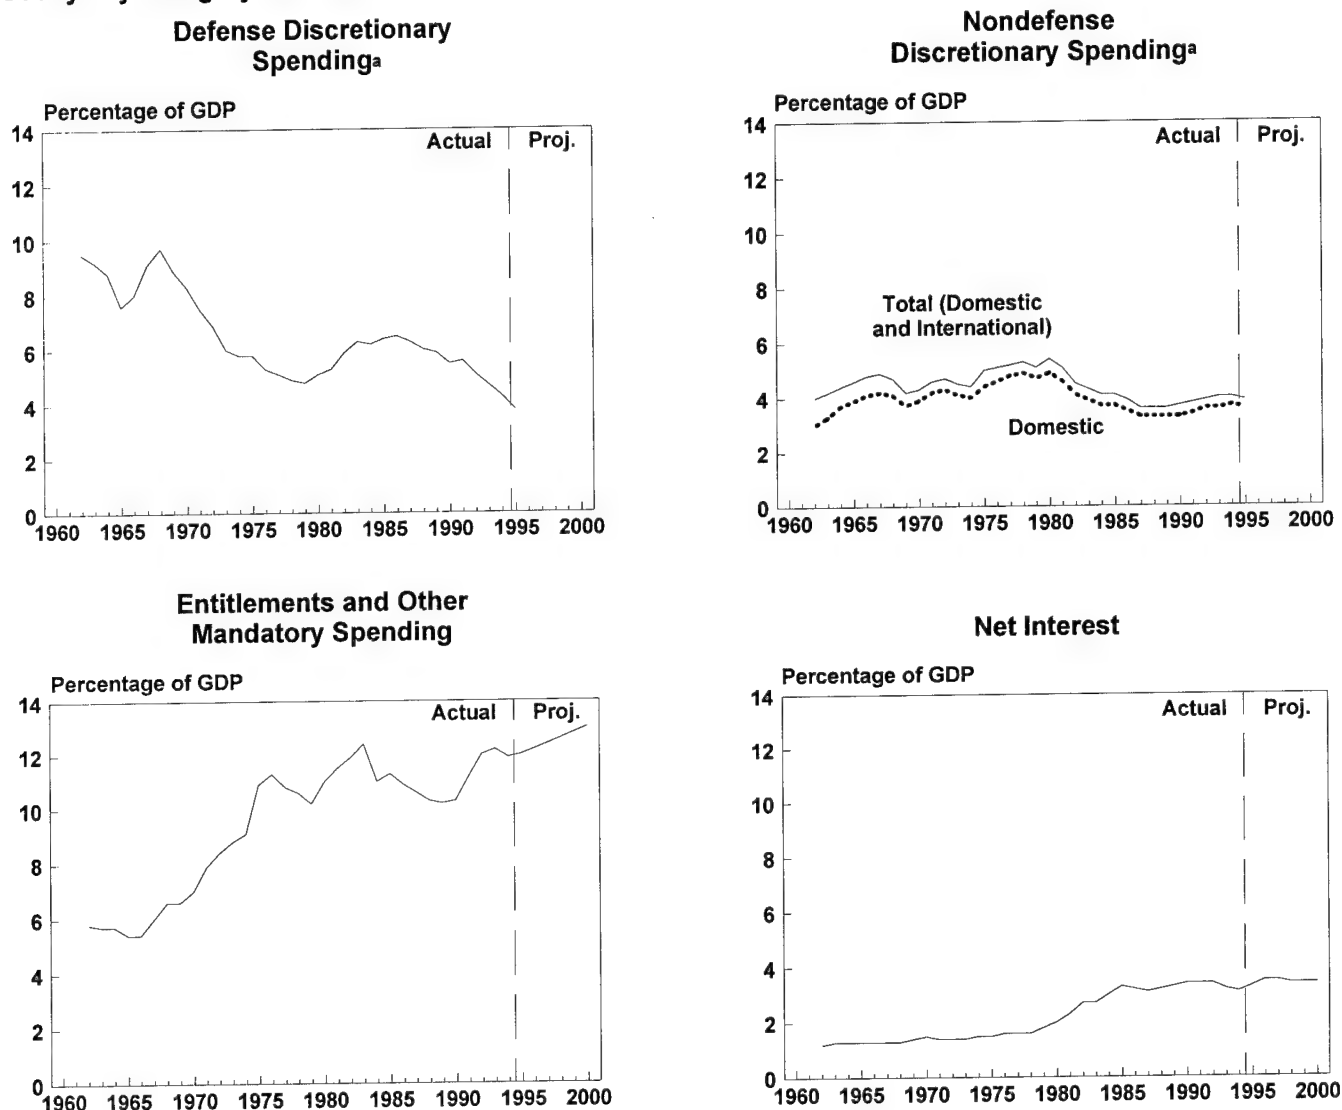 Defense Discretionary
Spendinga
Percentage of GDP
14
Actual
Proj.
12
10
8
6
4
2
0
1960 1965 1970 1975 1980 1985 1990 1995 2000
Nondefense
Discretionary Spendinga
Percentage of GDP
14
Actual
Proj.
12
10
8
Total (Domestic
and International)
6
4
Domestic
2
0
1960 1965 1970 1975 1980 1985 1990 1995 2000
Entitlements and Other
Mandatory Spending
Percentage of GDP
14
Actual
Proj.
12
10
8
6
4
2
0
1960 1965 1970 1975 1980 1985 1990 1995 2000
Net Interest
Percentage of GDP
14
Actual
Proj.
12
10
8
6
4
2
0
1960 1965 1970 1975 1980 1985 1990 1995 2000